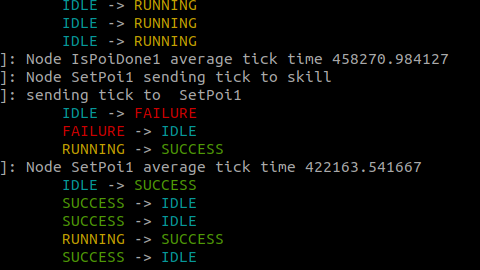 IDLE -> RUNNING
IDLE -> RUNNING
IDLE -> RUNNING
]: Node IsPoiDone1 average tick time 458270.984127
]: Node SetPoi1 sending tick to skill
]: sending tick to  SetPoi1
IDLE -> FAILURE
FAILURE -> IDLE
RUNNING -> SUCCESS
]: Node SetPoi1 average tick time 422163.541667
IDLE -> SUCCESS
SUCCESS -> IDLE
SUCCESS -> IDLE
RUNNING -> SUCCESS
SUCCESS -> IDLE